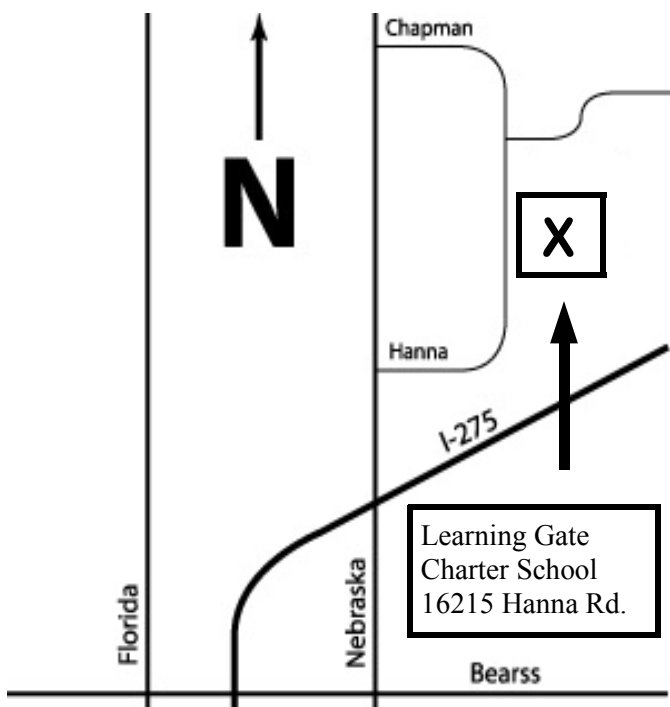 Chapman
N
X
Hanna
I-275
Learning Gate
Charter School
16215 Hanna Rd.
Florida
Nebraska
Bearss